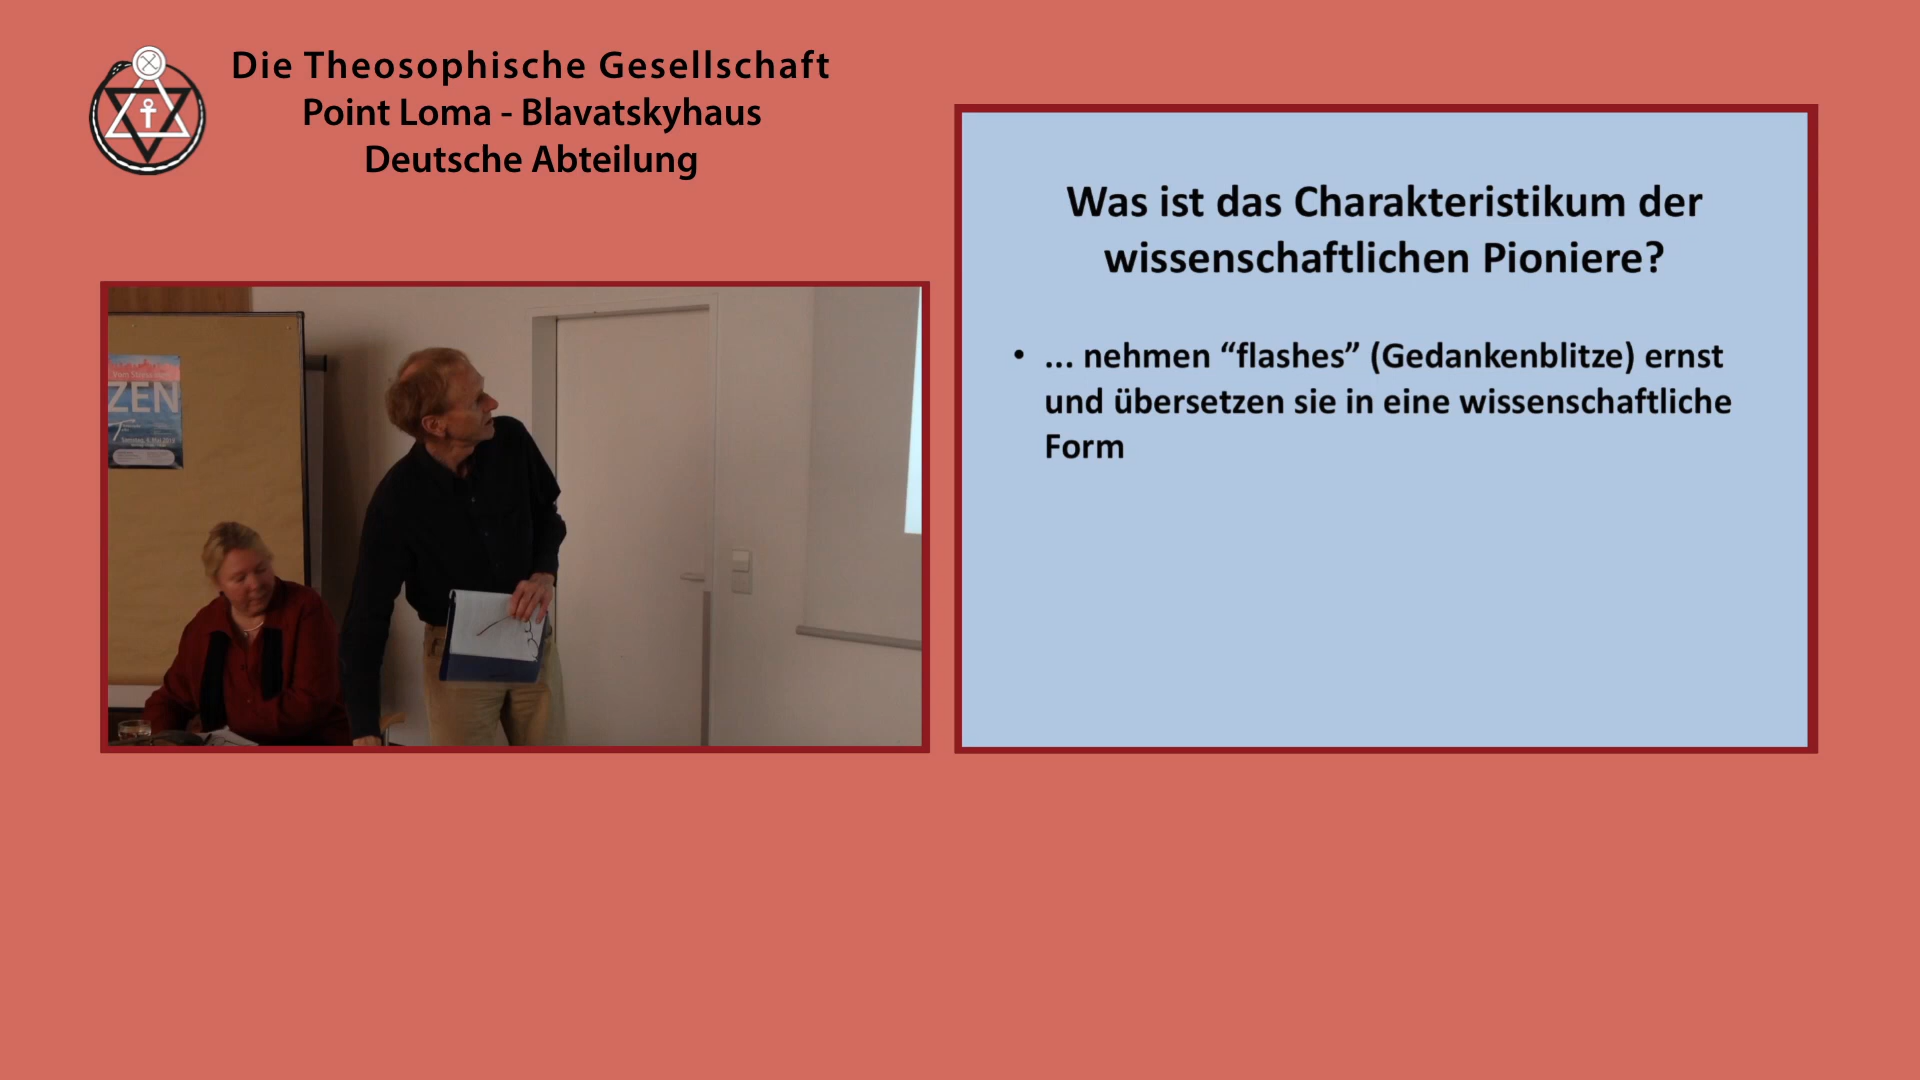 Die Theosophische Gesellschaft
Point Loma - Blavatskyhaus
Deutsche Abteilung
Was ist das Charakteristikum der
wissenschaftlichen Pioniere?
• ... nehmen “flashes” (Gedankenblitze) ernst
und übersetzen sie in eine wissenschaftliche
Form
ZEN